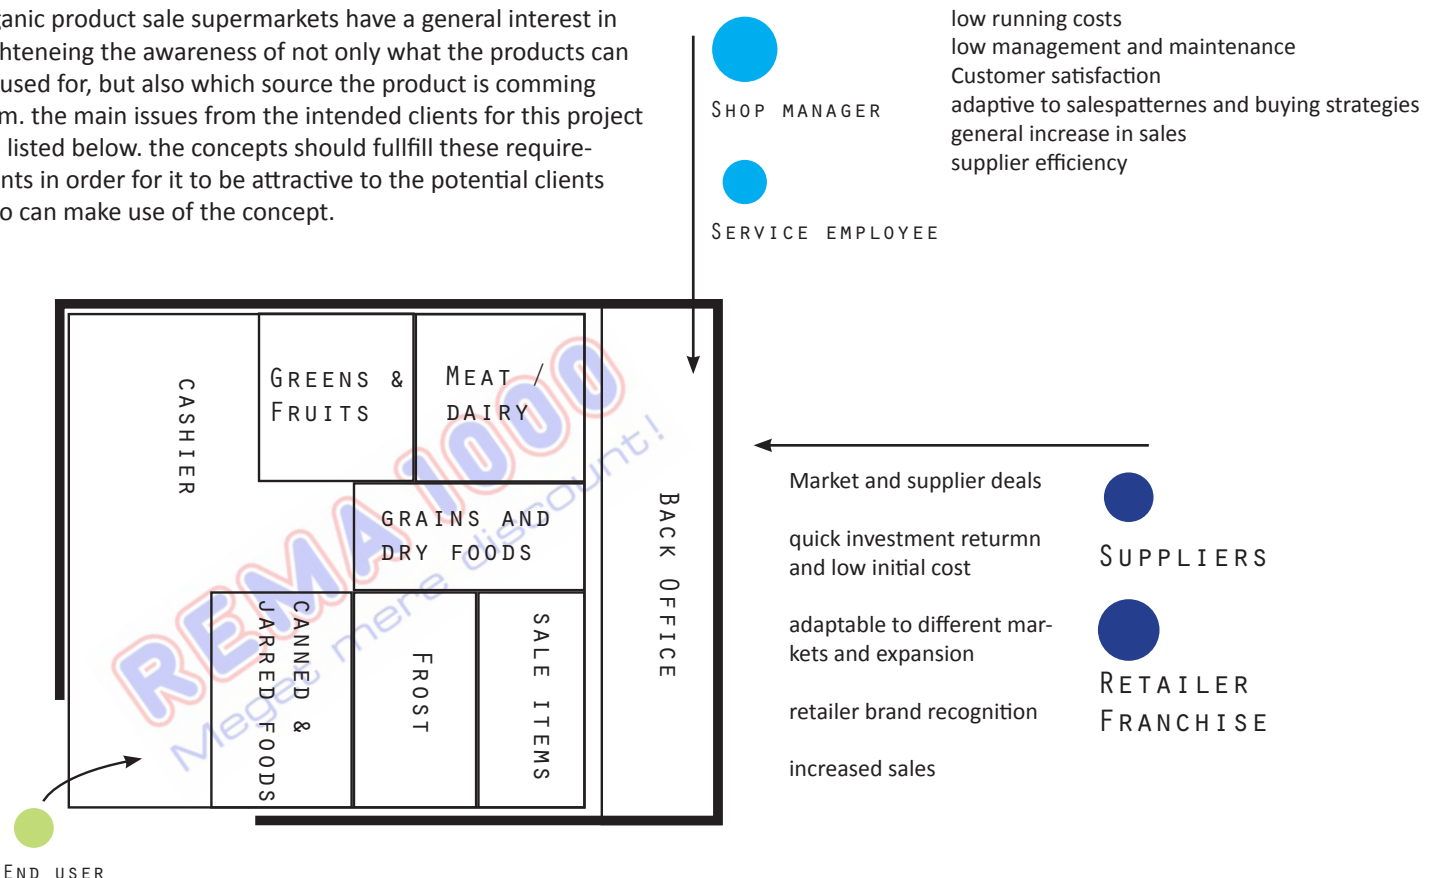 ganic product sale supermarkets have a general interest in
ghteneing the awareness of not only what the products can
used for, but also which source the product is comming
m. the main issues from the intended clients for this project
listed below. the concepts should fullfill these require-
nts in order for it to be attractive to the potential clients
o can make use of the concept.
Shop manager
Service employee
low running costs
low management and maintenance
Customer satisfaction
adaptive to salespatternes and buying strategies
general increase in sales
supplier efficiency
cashier
Greens &
Fruits
Meat /
dairy
grains and
dry foods
canned &
jarred foods
Frost
sale items
Back Office
REMA 1000
Meget mere discount!
Market and supplier deals
quick investment returmn
and low initial cost
adaptable to different mar-
kets and expansion
retailer brand recognition
increased sales
Suppliers
Retailer
Franchise
End user